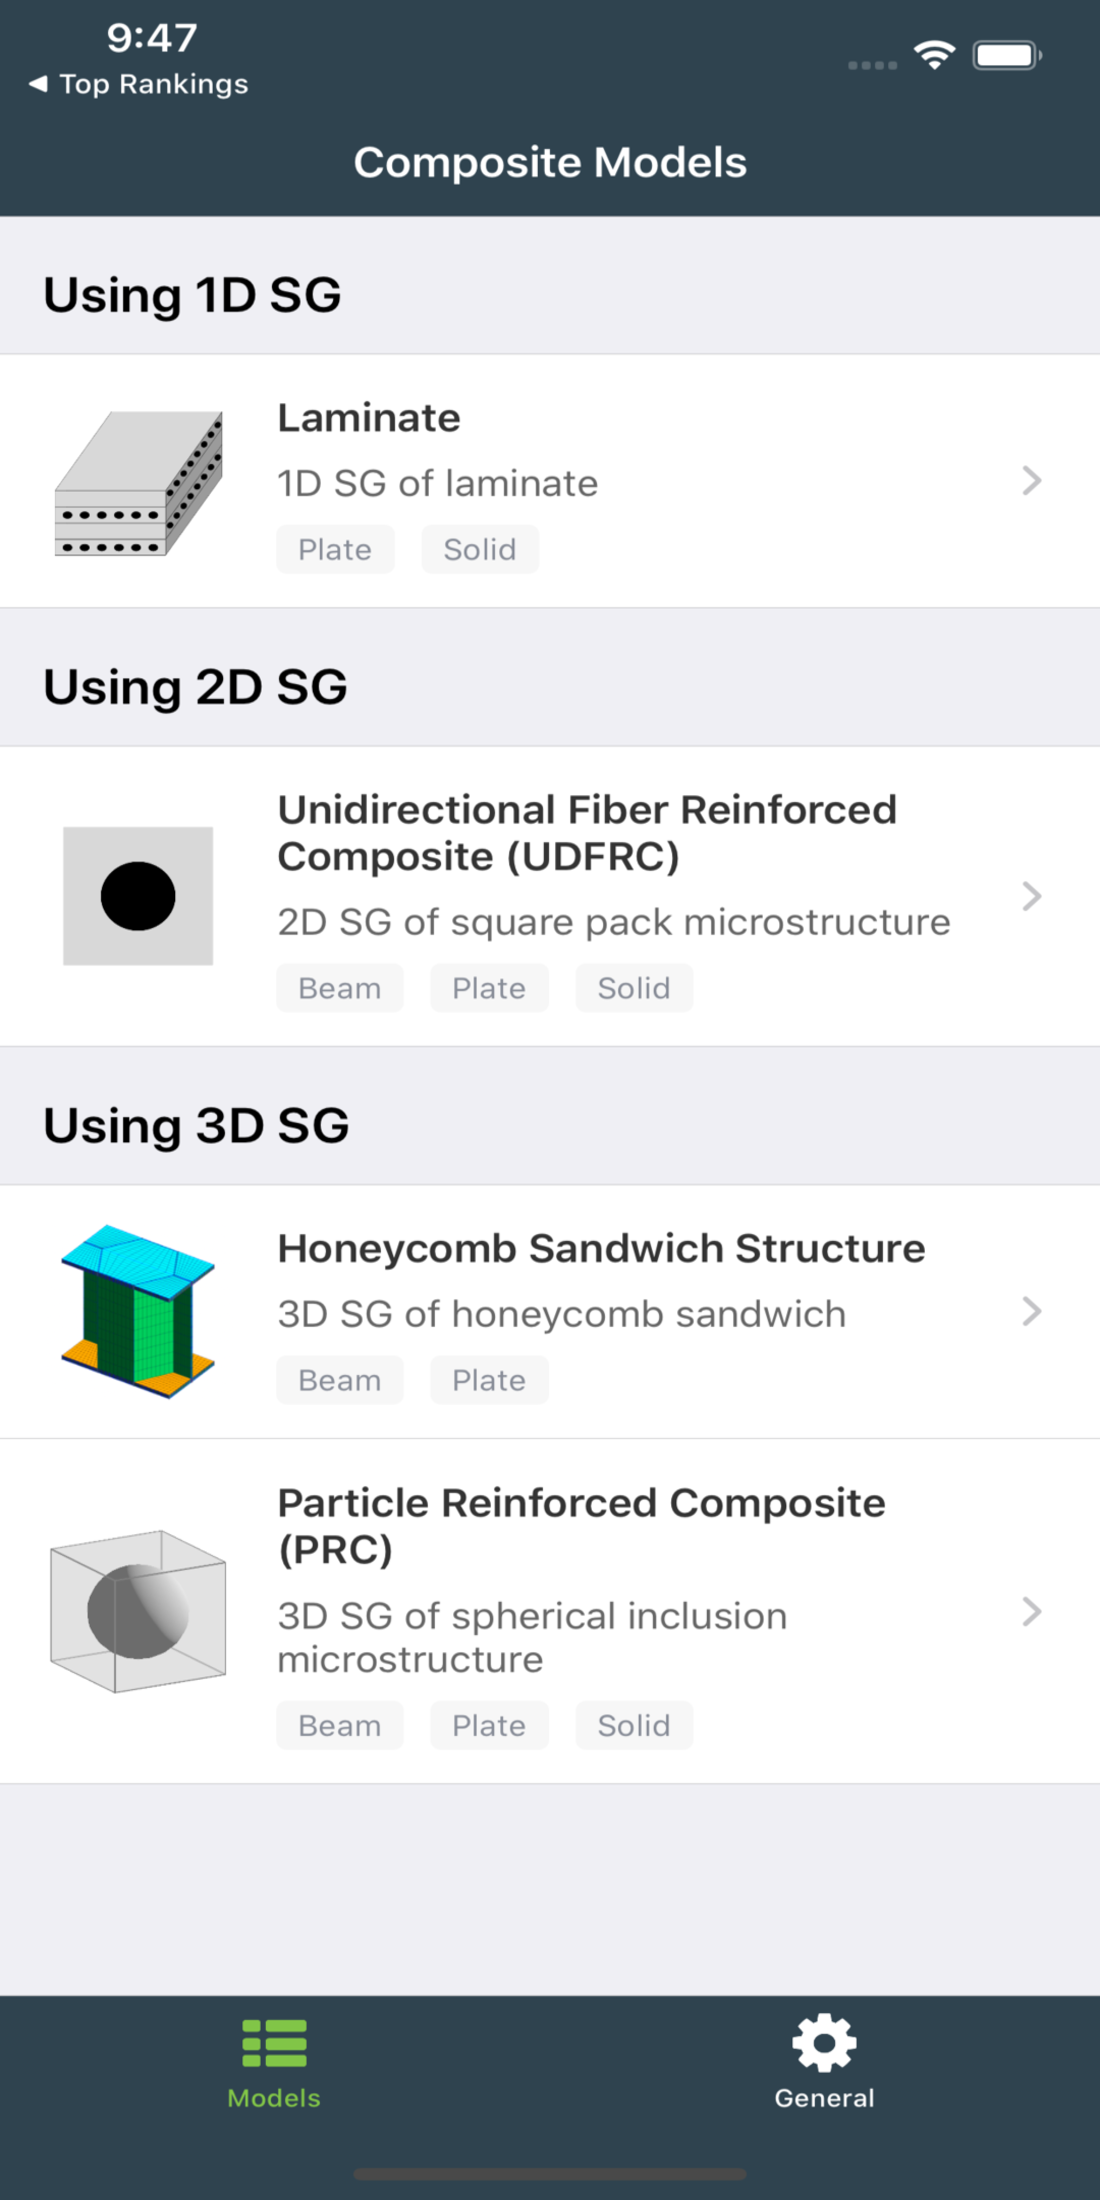 9:47
◀ Top Rankings
Composite Models
Using 1D SG
Laminate
1D SG of laminate
Plate Solid
Using 2D SG
Unidirectional Fiber Reinforced
Composite (UDFRC)
2D SG of square pack microstructure
Beam Plate Solid
Using 3D SG
Honeycomb Sandwich Structure
3D SG of honeycomb sandwich
Beam Plate
Particle Reinforced Composite
(PRC)
3D SG of spherical inclusion
microstructure
Beam Plate Solid
Models General